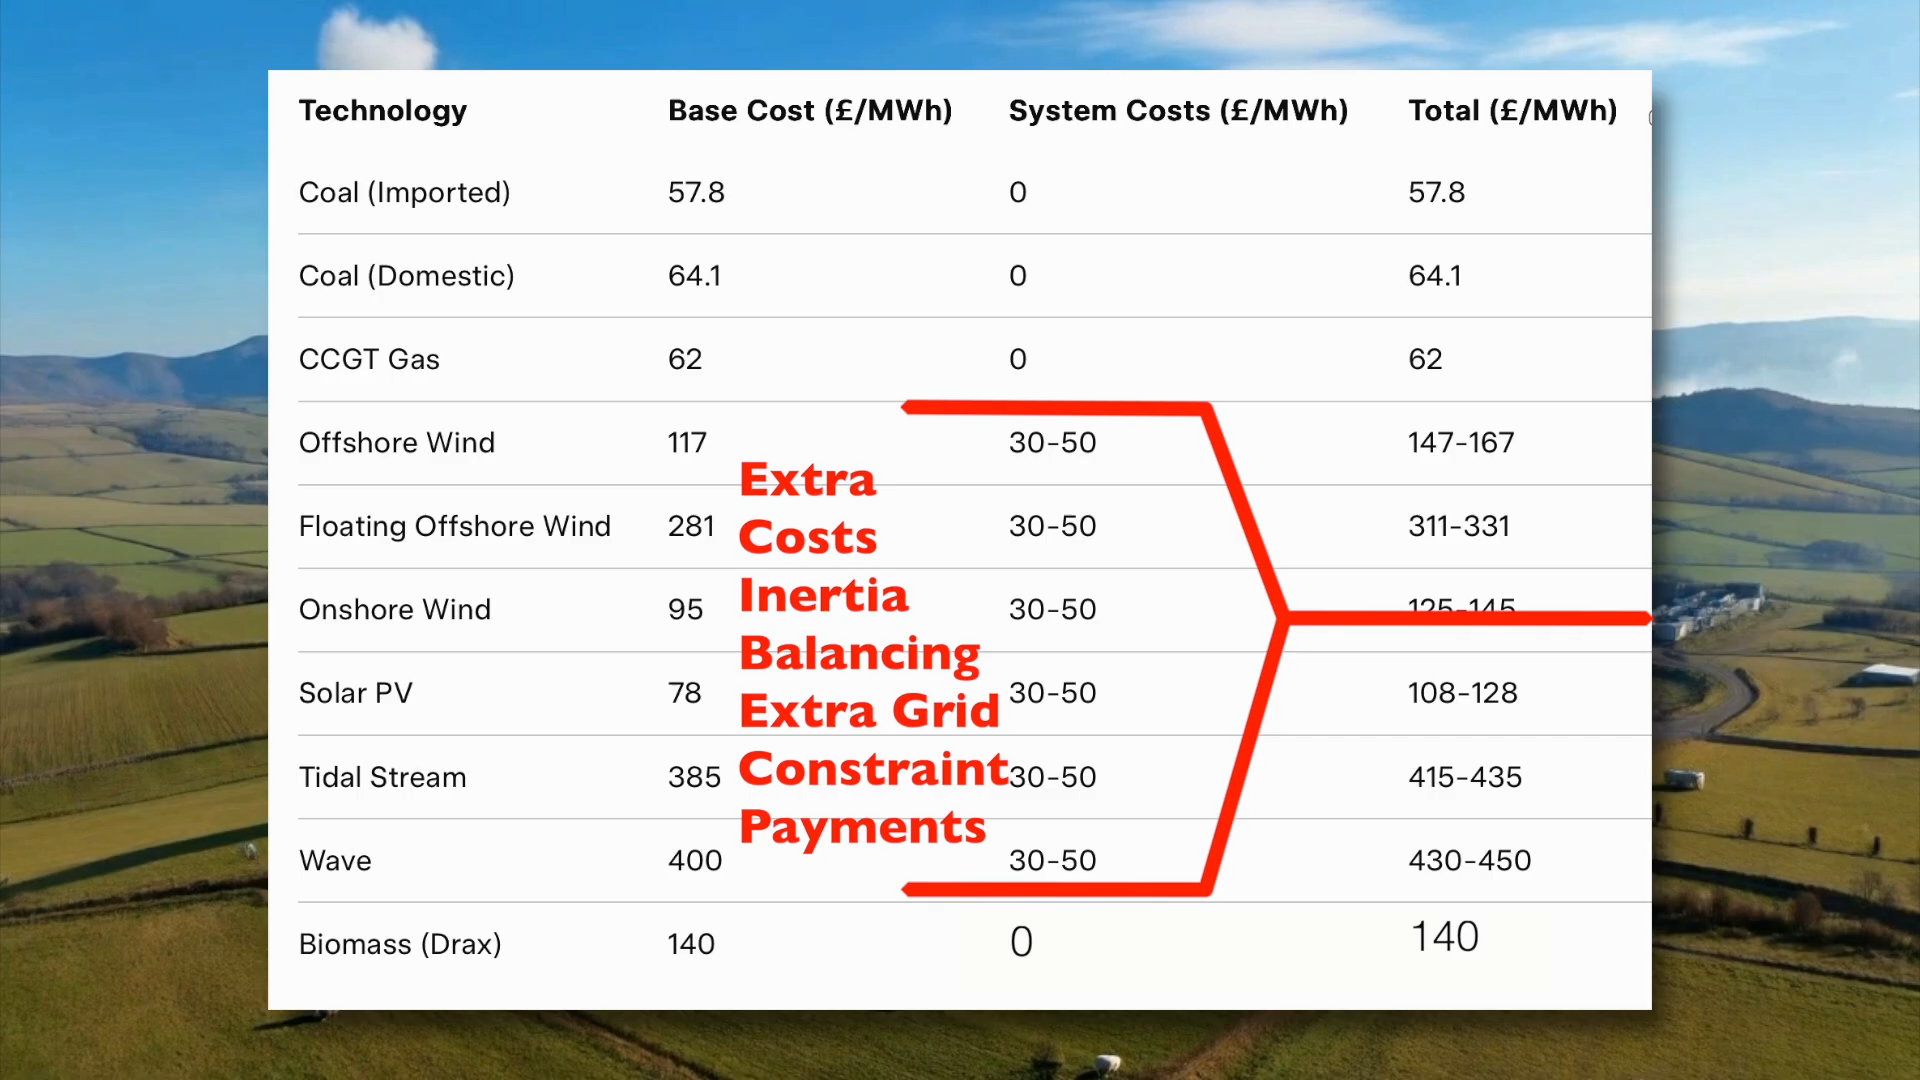 Technology Base Cost (£/MWh) System Costs (£/MWh) Total (£/MWh)
Coal (Imported) 57.8 0 57.8
Coal (Domestic) 64.1 0 64.1
CCGT Gas 62 0 62
Offshore Wind 117 30-50 147-167
Floating Offshore Wind 281 30-50 311-331
Onshore Wind 95 30-50 125-145
Solar PV 78 30-50 108-128
Tidal Stream 385 30-50 415-435
Wave 400 30-50 430-450
Biomass (Drax) 140 0 140
Extra
Costs
Inertia
Balancing
Extra Grid
Constraint
Payments